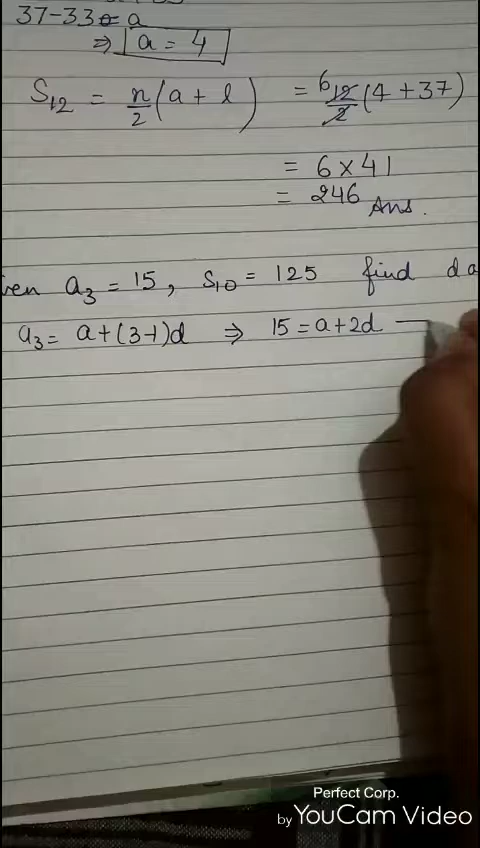 37-33 = a
⇒ a = 4
S₁₂ = n/2 (a + l) = 6 12/2 (4 + 37)
= 6 × 41
= 246 Ans.
ven a₃ = 15, S₁₀ = 125 find d a
a₃ = a+(3-1)d ⇒ 15 = a+2d —
Perfect Corp.
by YouCam Video